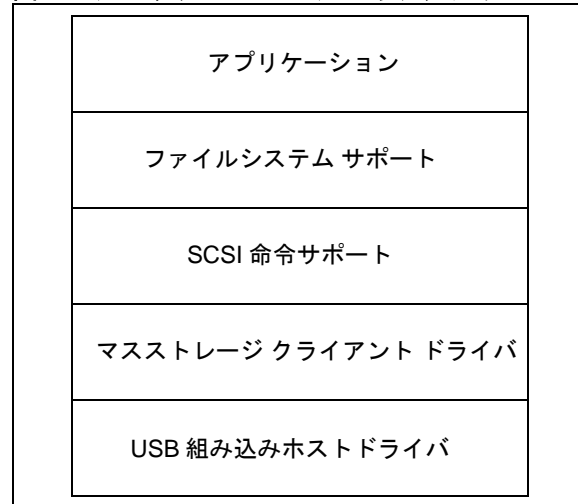 アプリケーション
ファイルシステム サポート
SCSI 命令サポート
マスストレージ クライアント ドライバ
USB 組み込みホストドライバ